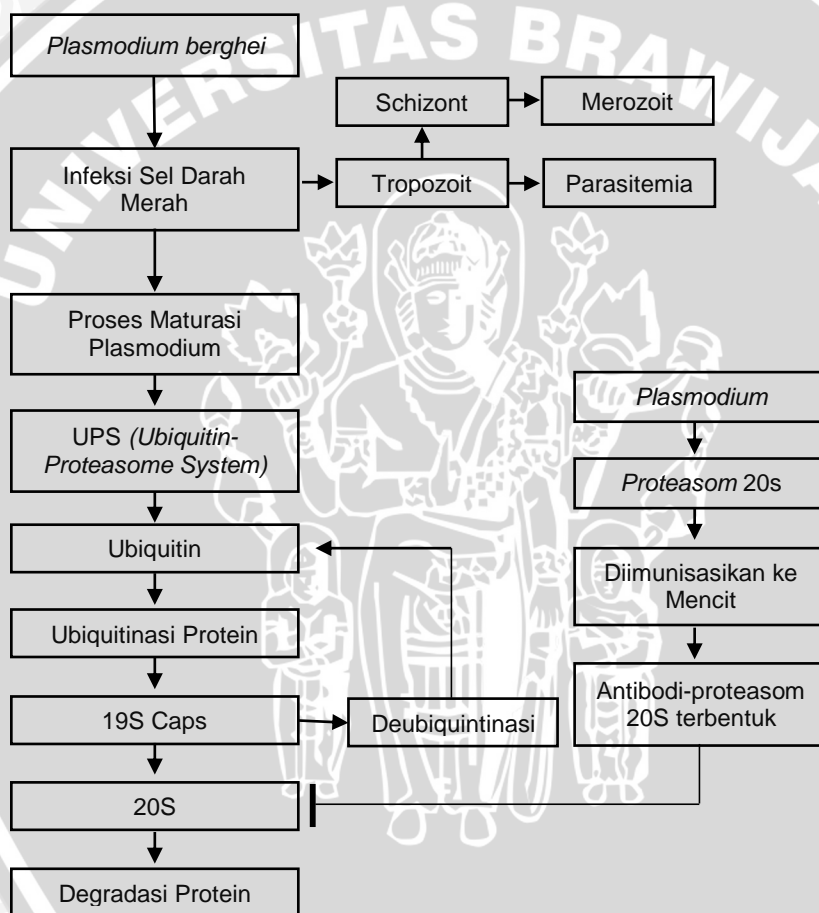 UNIVERSITAS BRAWIJA
Plasmodium berghei
Schizont
Merozoit
Infeksi Sel Darah
Merah
Tropozoit
Parasitemia
Proses Maturasi
Plasmodium
UPS (Ubiquitin-
Proteasome System)
Ubiquitin
Ubiquitinasi Protein
19S Caps
Deubiquintinasi
20S
Degradasi Protein
Plasmodium
Proteasom 20s
Diimunisasikan ke
Mencit
Antibodi-proteasom
20S terbentuk